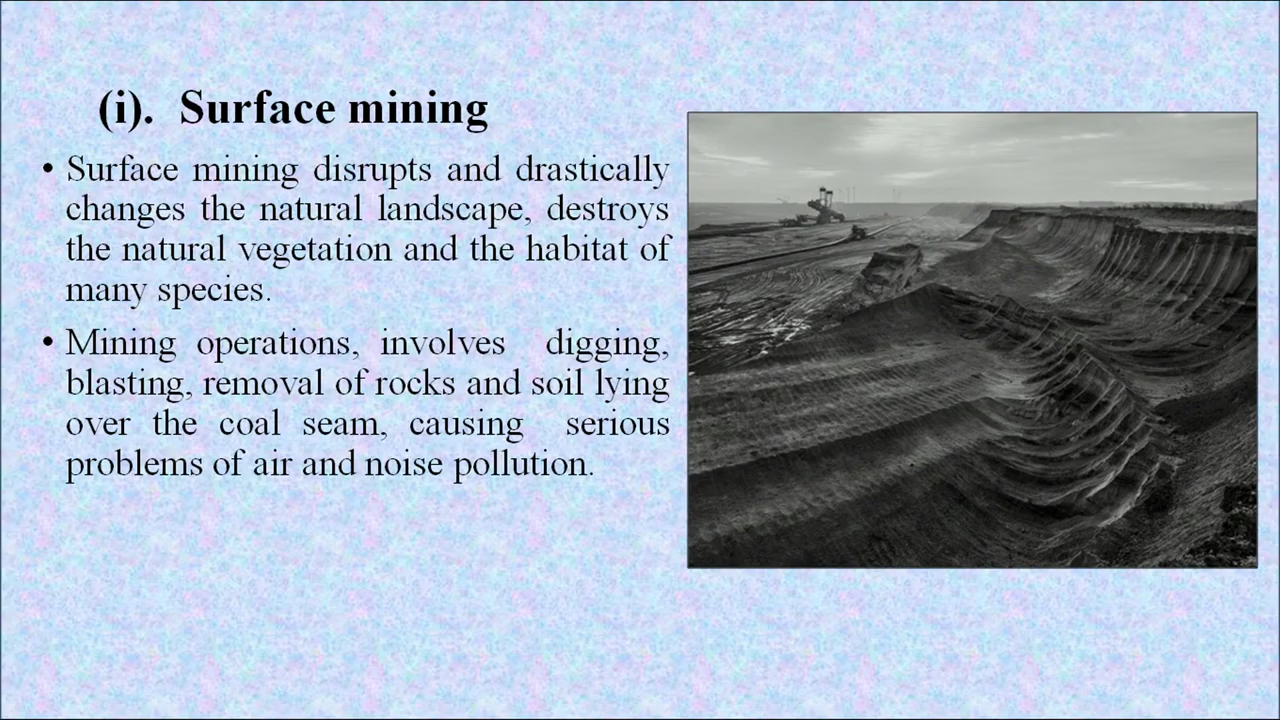 (i). Surface mining
• Surface mining disrupts and drastically
changes the natural landscape, destroys
the natural vegetation and the habitat of
many species.
• Mining operations, involves digging,
blasting, removal of rocks and soil lying
over the coal seam, causing serious
problems of air and noise pollution.